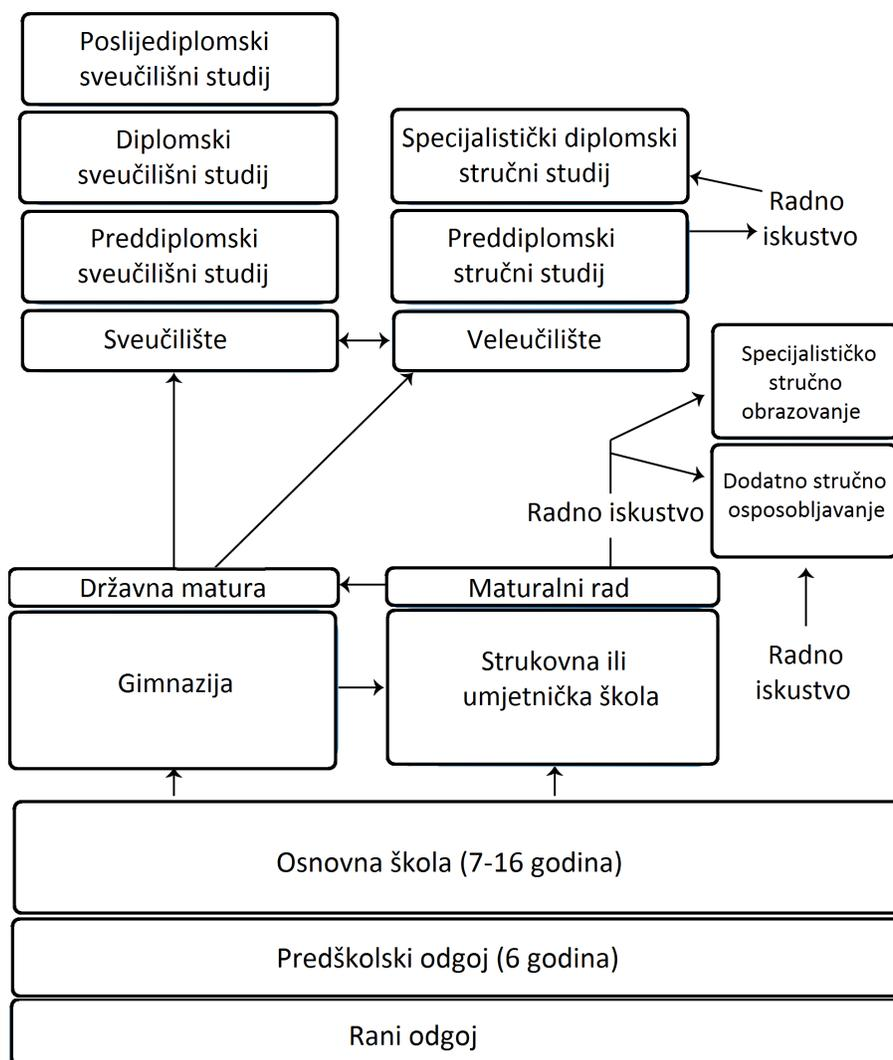 Poslijediplomski
sveučilišni studij
Diplomski
sveučilišni studij
Specijalistički diplomski
stručni studij
Radno
iskustvo
Preddiplomski
sveučilišni studij
Preddiplomski
stručni studij
Sveučilište
Veleučilište
Specijalističko
stručno
obrazovanje
Dodatno stručno
osposobljavanje
Radno iskustvo
Državna matura
Maturalni rad
Gimnazija
Strukovna ili
umjetnička škola
Radno
iskustvo
Osnovna škola (7-16 godina)
Predškolski odgoj (6 godina)
Rani odgoj